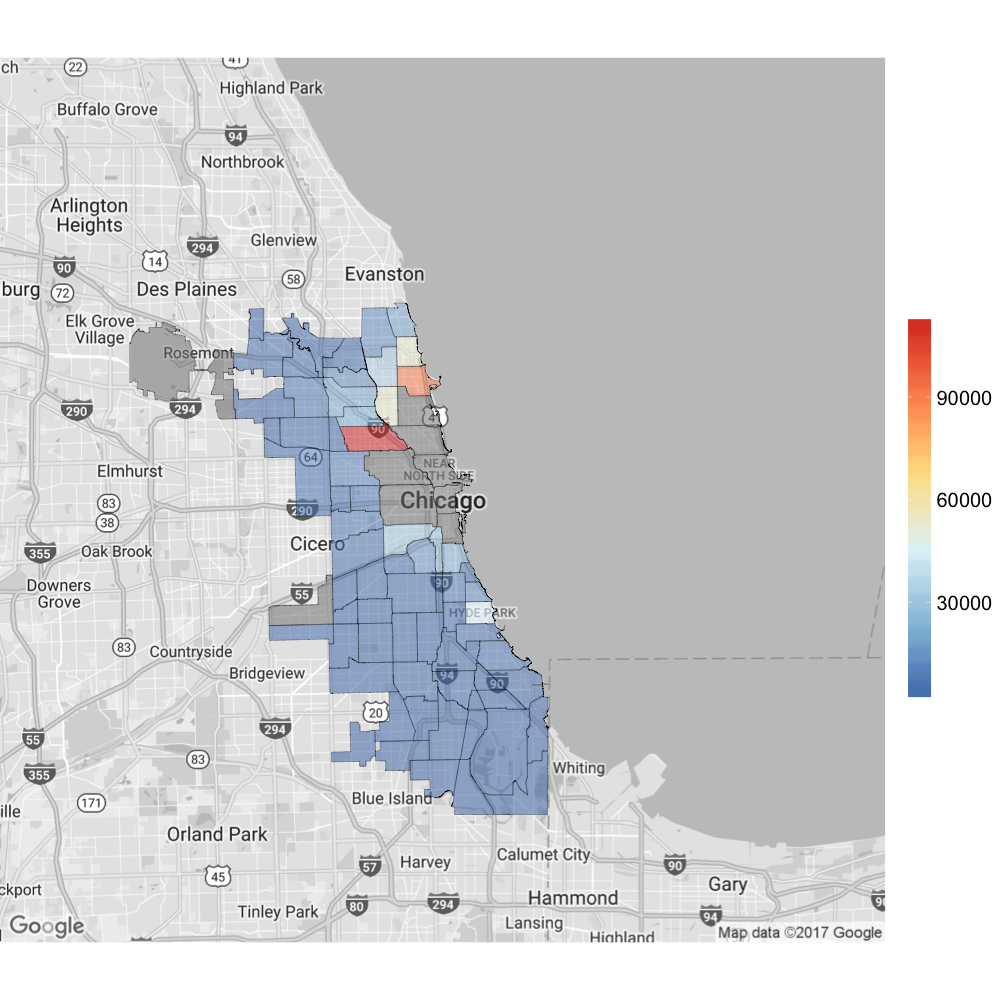 ch
22
41
Highland Park
Buffalo Grove
94
Northbrook
Arlington
Heights
294
Glenview
14
90
Evanston
58
burg
72
Des Plaines
Elk Grove
Village
Rosemont
290
294
41
90
64
NEAR
NORTH SIDE
Elmhurst
83
290
Chicago
38
355
Oak Brook
Cicero
Downers
Grove
55
90
HYDE PARK
83
Countryside
Bridgeview
94
90
20
294
55
83
355
Whiting
ille
171
Blue Island
Orland Park
57
Harvey
Calumet City
90
45
Gary
ckport
Tinley Park
80
294
Hammond
90
94
Lansing
Highland
Google
Map data ©2017 Google
90000
60000
30000